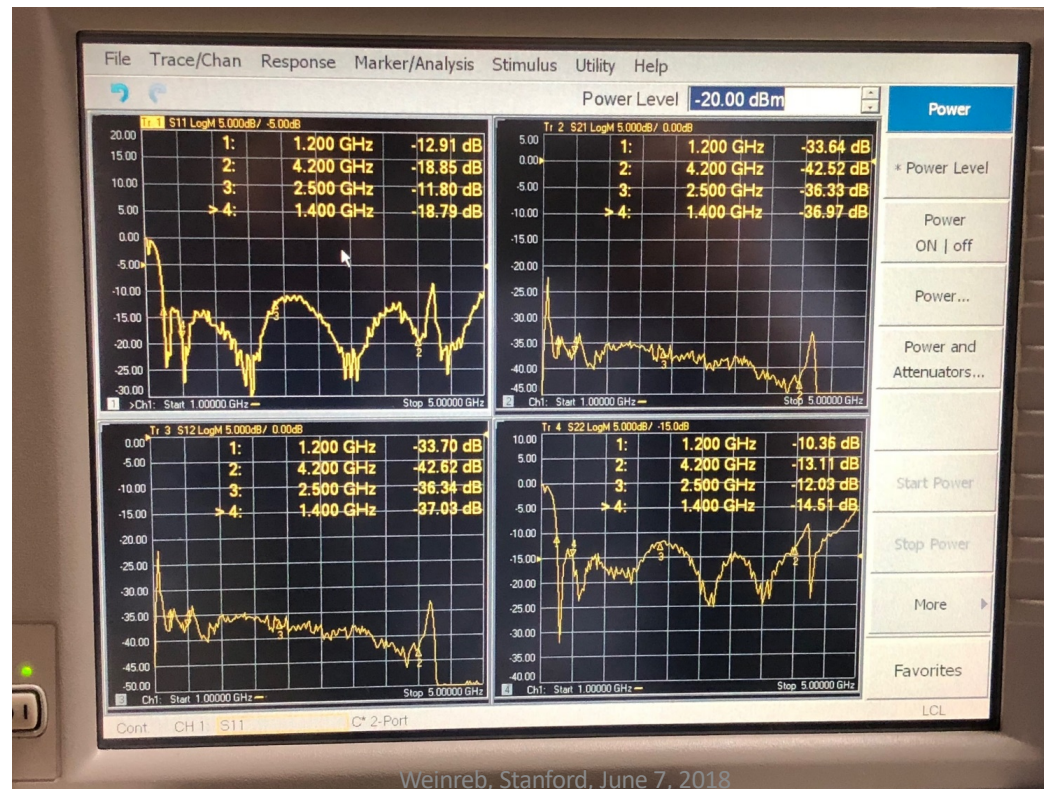 File Trace/Chan Response Marker/Analysis Stimulus Utility Help
Power Level -20.00 dBm
Power
* Power Level
Power
ON | off
Power...
Power and
Attenuators...
Start Power
Stop Power
More
Favorites
Tr 1 S11 LogM 5.000dB/ -5.00dB
1: 1.200 GHz -12.91 dB
2: 4.200 GHz -18.85 dB
3: 2.500 GHz -11.80 dB
> 4: 1.400 GHz -18.79 dB
20.00
15.00
10.00
5.00
0.00
-5.00
-10.00
-15.00
-20.00
-25.00
-30.00
3
2
1 >Ch1: Start 1.00000 GHz Stop 5.00000 GHz
Tr 2 S21 LogM 5.000dB/ 0.00dB
1: 1.200 GHz -33.64 dB
2: 4.200 GHz -42.52 dB
3: 2.500 GHz -36.33 dB
> 4: 1.400 GHz -36.97 dB
5.00
0.00
-5.00
-10.00
-15.00
-20.00
-25.00
-30.00
-35.00
-40.00
-45.00
3
2 Ch1: Start 1.00000 GHz Stop 5.00000 GHz
Tr 3 S12 LogM 5.000dB/ 0.00dB
1: 1.200 GHz -33.70 dB
2: 4.200 GHz -42.62 dB
3: 2.500 GHz -36.34 dB
> 4: 1.400 GHz -37.03 dB
0.00
-5.00
-10.00
-15.00
-20.00
-25.00
-30.00
-35.00
-40.00
-45.00
-50.00
3
2
3 Ch1: Start 1.00000 GHz Stop 5.00000 GHz
Tr 4 S22 LogM 5.000dB/ -15.0dB
1: 1.200 GHz -10.36 dB
2: 4.200 GHz -13.11 dB
3: 2.500 GHz -12.03 dB
> 4: 1.400 GHz -14.51 dB
10.00
5.00
0.00
-5.00
-10.00
-15.00
-20.00
-25.00
-30.00
-35.00
-40.00
4
3
2
4 Ch1: Start 1.00000 GHz Stop 5.00000 GHz
Cont CH 1: S11 C* 2-Port LCL
Weinreb, Stanford, June 7, 2018